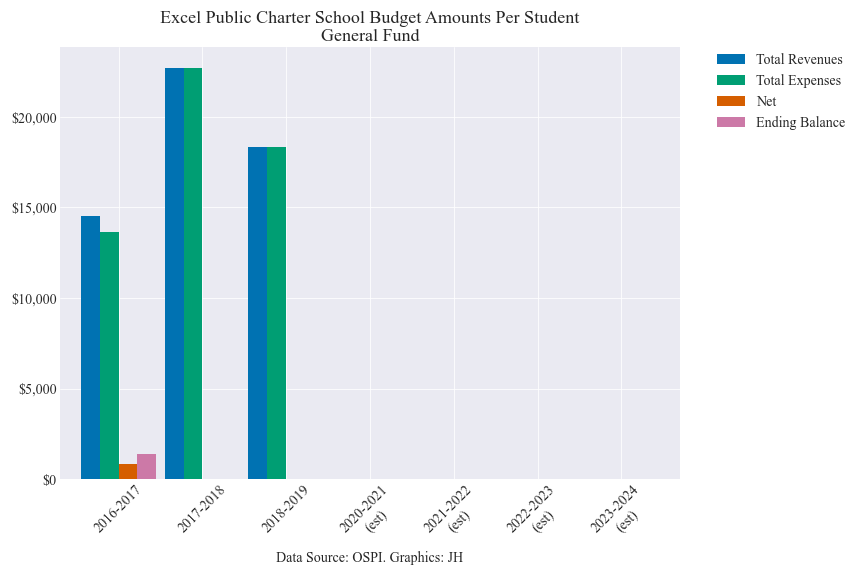 Excel Public Charter School Budget Amounts Per Student
General Fund
Total Revenues
Total Expenses
Net
Ending Balance
$20,000
$15,000
$10,000
$5,000
$0
2016-2017
2017-2018
2018-2019
2020-2021
(est)
2021-2022
(est)
2022-2023
(est)
2023-2024
(est)
Data Source: OSPI. Graphics: JH